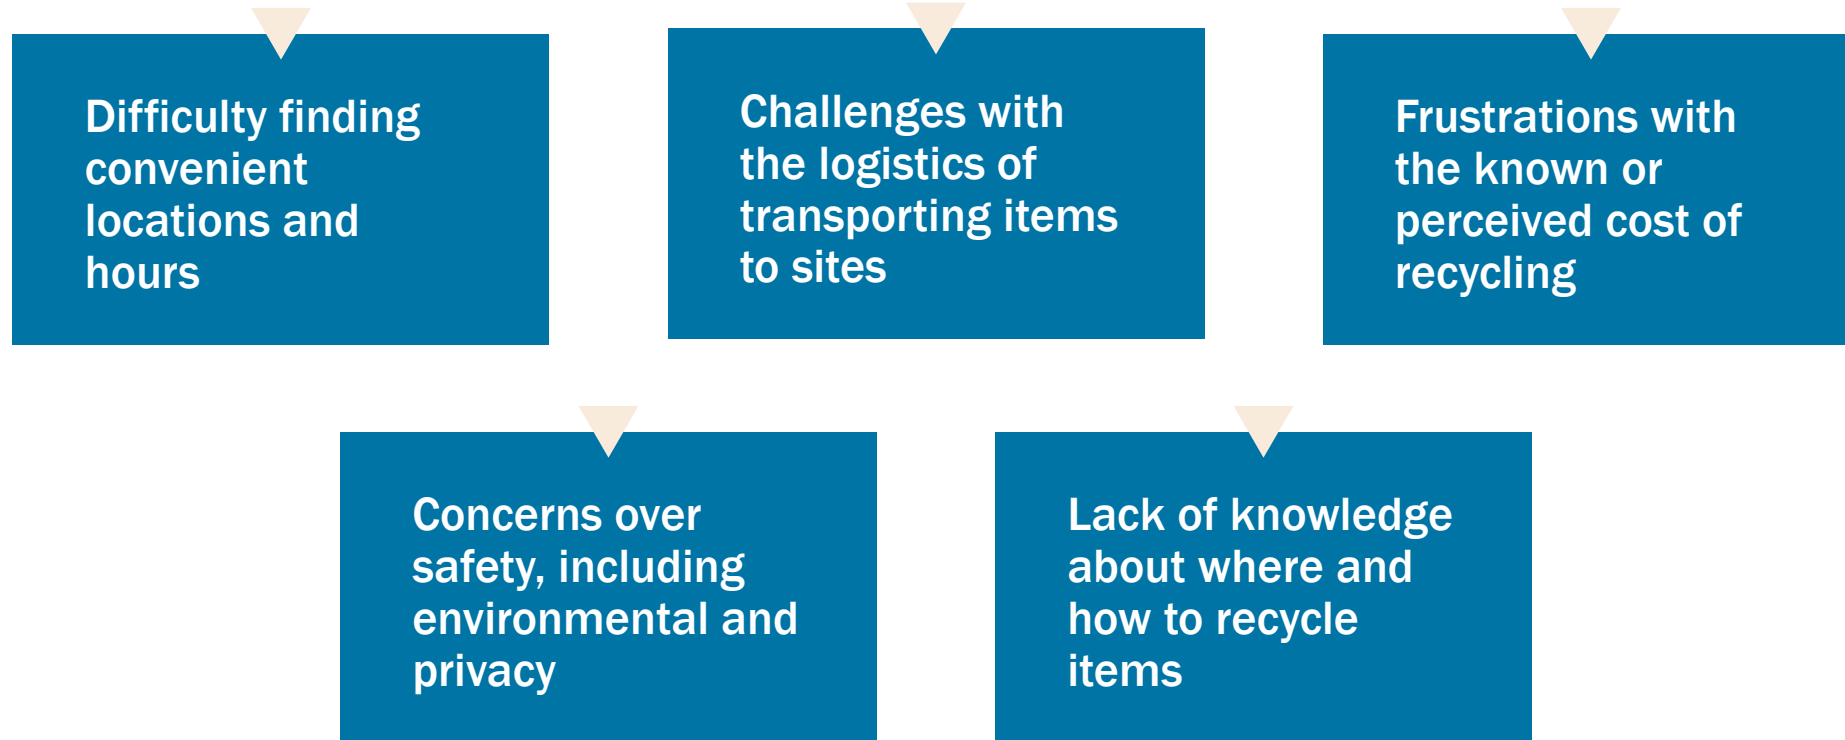 Difficulty finding
convenient
locations and
hours
Challenges with
the logistics of
transporting items
to sites
Frustrations with
the known or
perceived cost of
recycling
Concerns over
safety, including
environmental and
privacy
Lack of knowledge
about where and
how to recycle
items